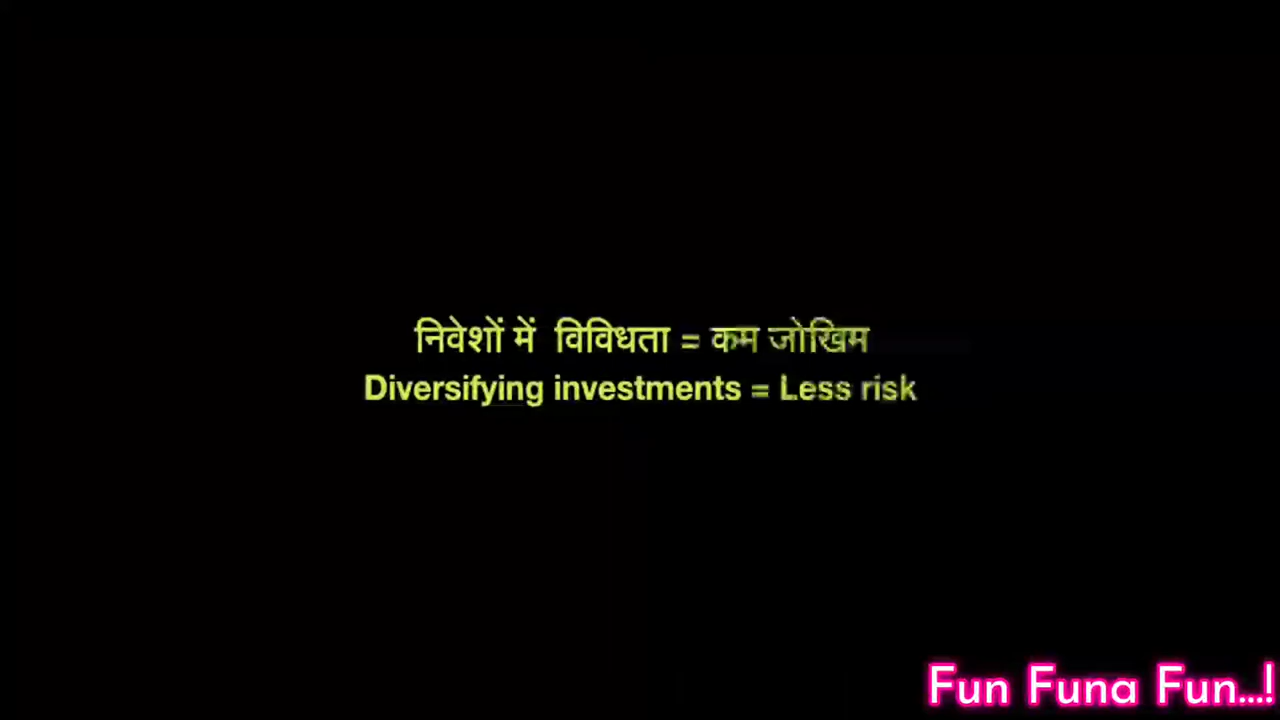 निवेशों में विविधता = कम जोखिम
Diversifying investments = Less risk
Fun Funa Fun...!